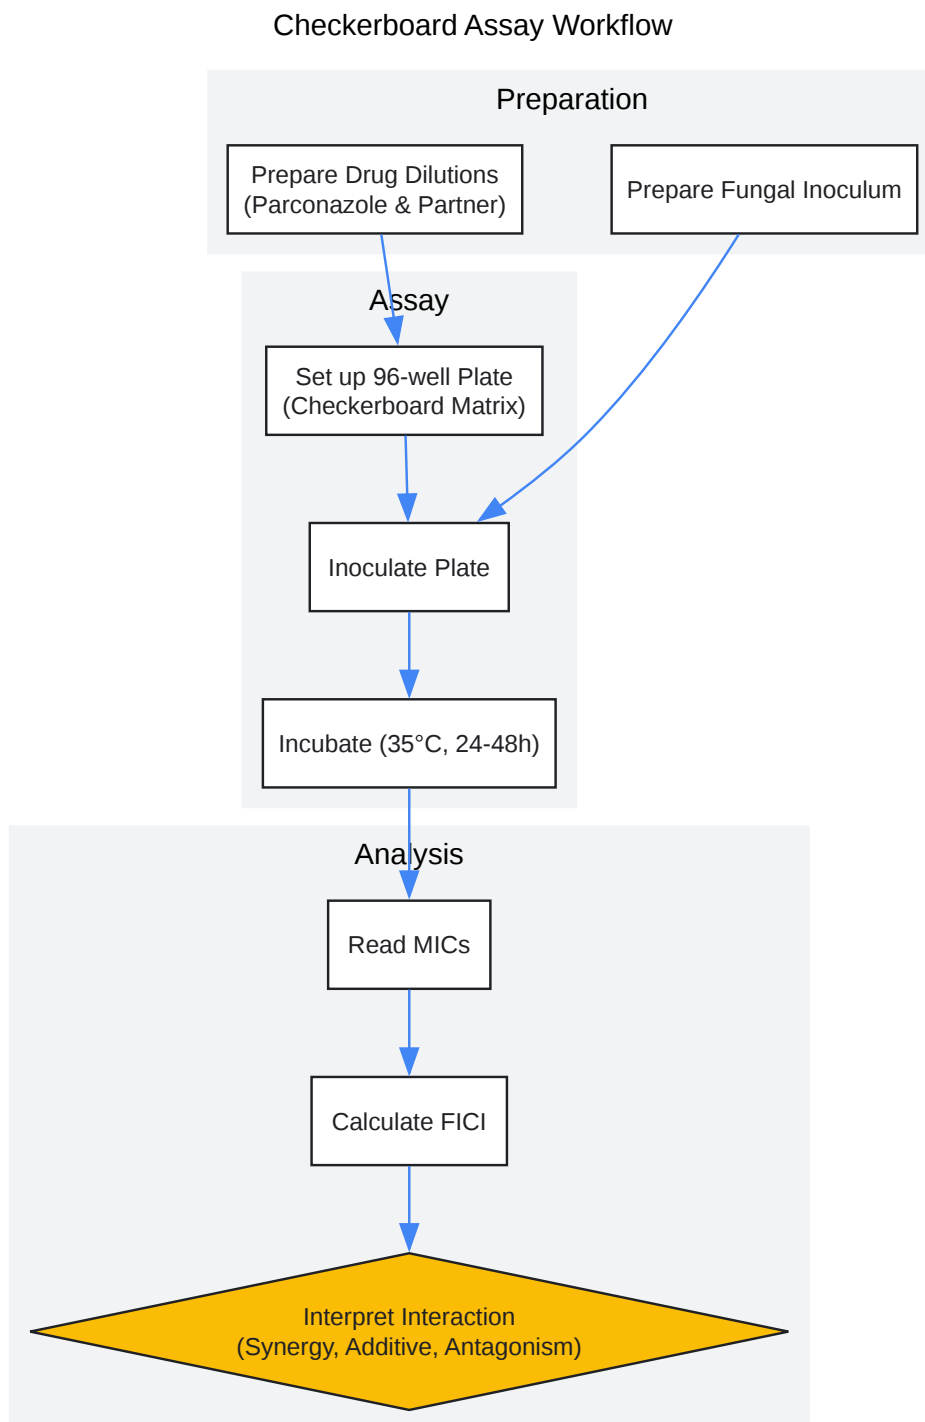 Checkerboard Assay Workflow
Preparation
Prepare Drug Dilutions
(Parconazole & Partner)
Prepare Fungal Inoculum
Assay
Set up 96-well Plate
(Checkerboard Matrix)
Inoculate Plate
Incubate (35°C, 24-48h)
Analysis
Read MICs
Calculate FICI
Interpret Interaction
(Synergy, Additive, Antagonism)